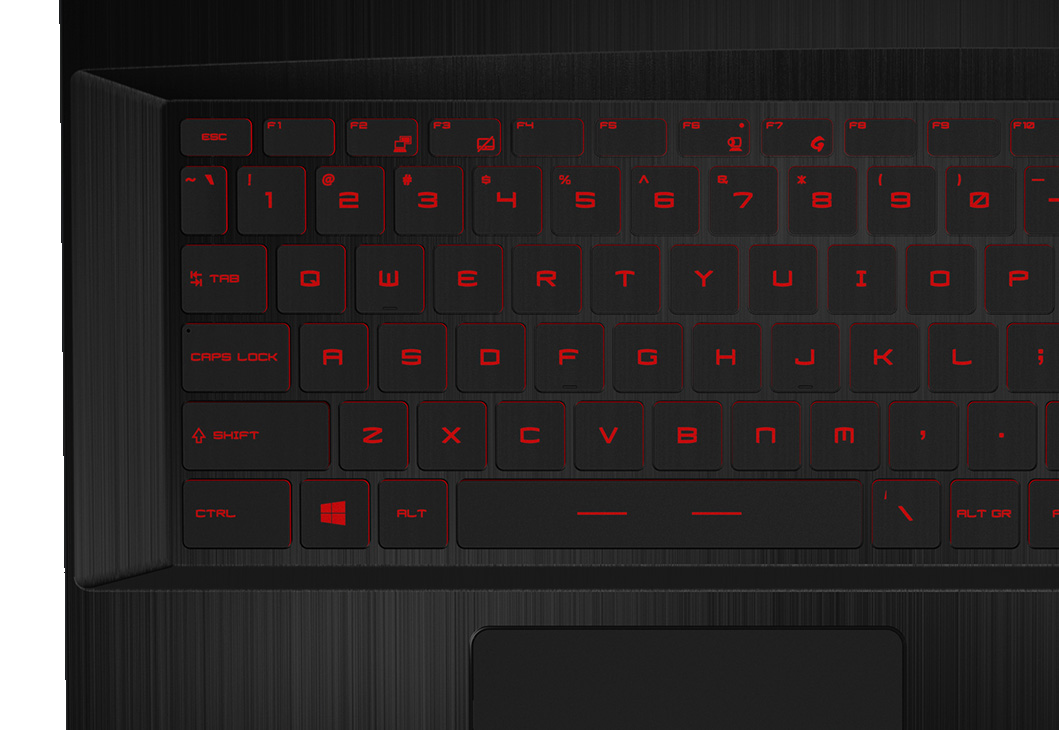 ESC F1 F2 F3 F4 F5 F6 F7 F8 F9 F10
~ ! @ # $ % ^ & * ( ) —
\ 1 2 3 4 5 6 7 8 9 0 -
TAB Q W E R T Y U I O P
CAPS LOCK A S D F G H J K L ;
SHIFT Z X C V B N M , .
CTRL ALT \ ALT GR